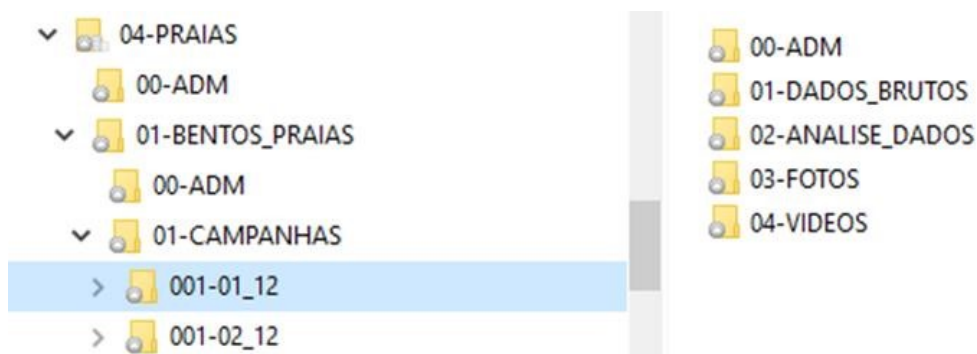 04-PRAIAS
00-ADM
01-BENTOS_PRAIAS
00-ADM
01-CAMPANHAS
001-01_12
001-02_12
00-ADM
01-DADOS_BRUTOS
02-ANALISE_DADOS
03-FOTOS
04-VIDEOS